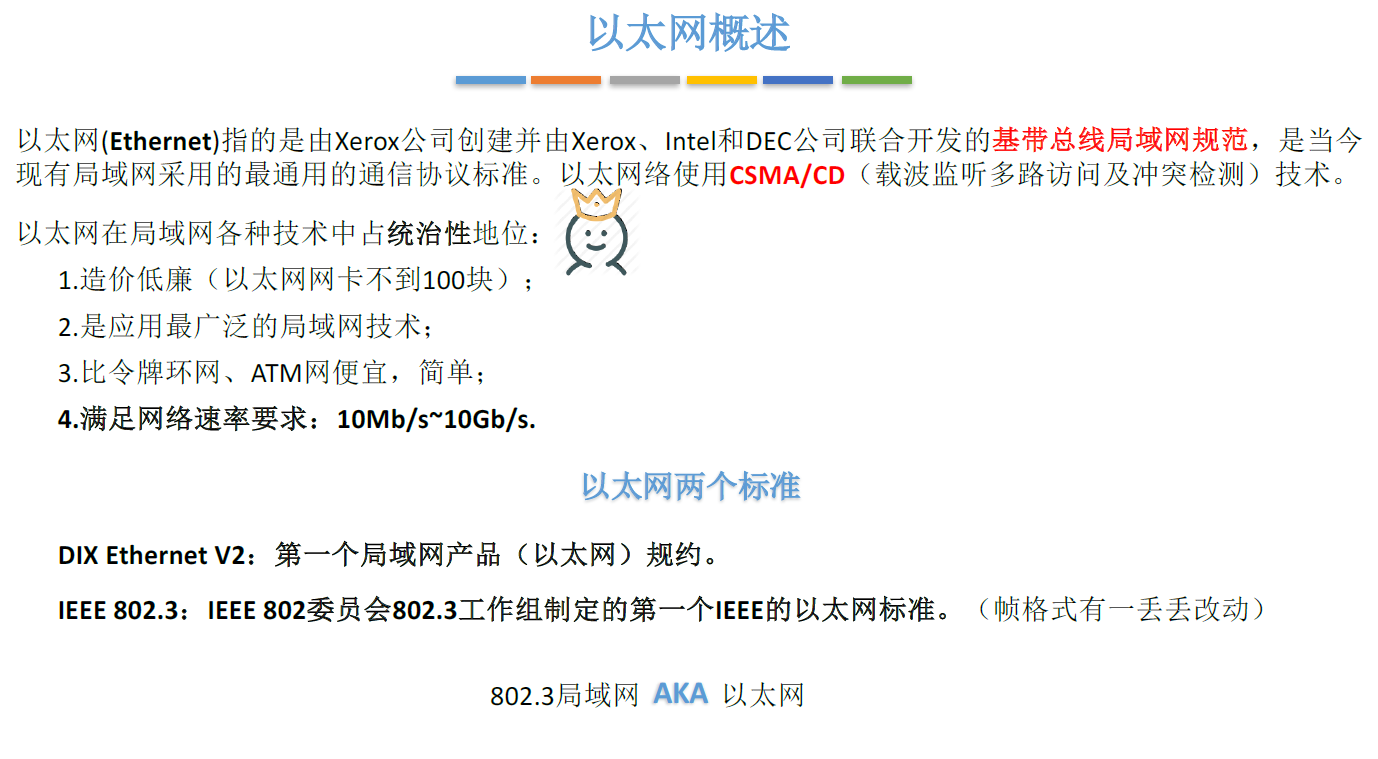 以太网概述
以太网(Ethernet)指的是由Xerox公司创建并由Xerox、Intel和DEC公司联合开发的基带总线局域网规范，是当今
现有局域网采用的最通用的通信协议标准。以太网络使用CSMA/CD（载波监听多路访问及冲突检测）技术。
以太网在局域网各种技术中占统治性地位：
1.造价低廉（以太网网卡不到100块）；
2.是应用最广泛的局域网技术；
3.比令牌环网、ATM网便宜，简单；
4.满足网络速率要求：10Mb/s~10Gb/s.
以太网两个标准
DIX Ethernet V2：第一个局域网产品（以太网）规约。
IEEE 802.3：IEEE 802委员会802.3工作组制定的第一个IEEE的以太网标准。（帧格式有一丢丢改动）
802.3局域网 AKA 以太网